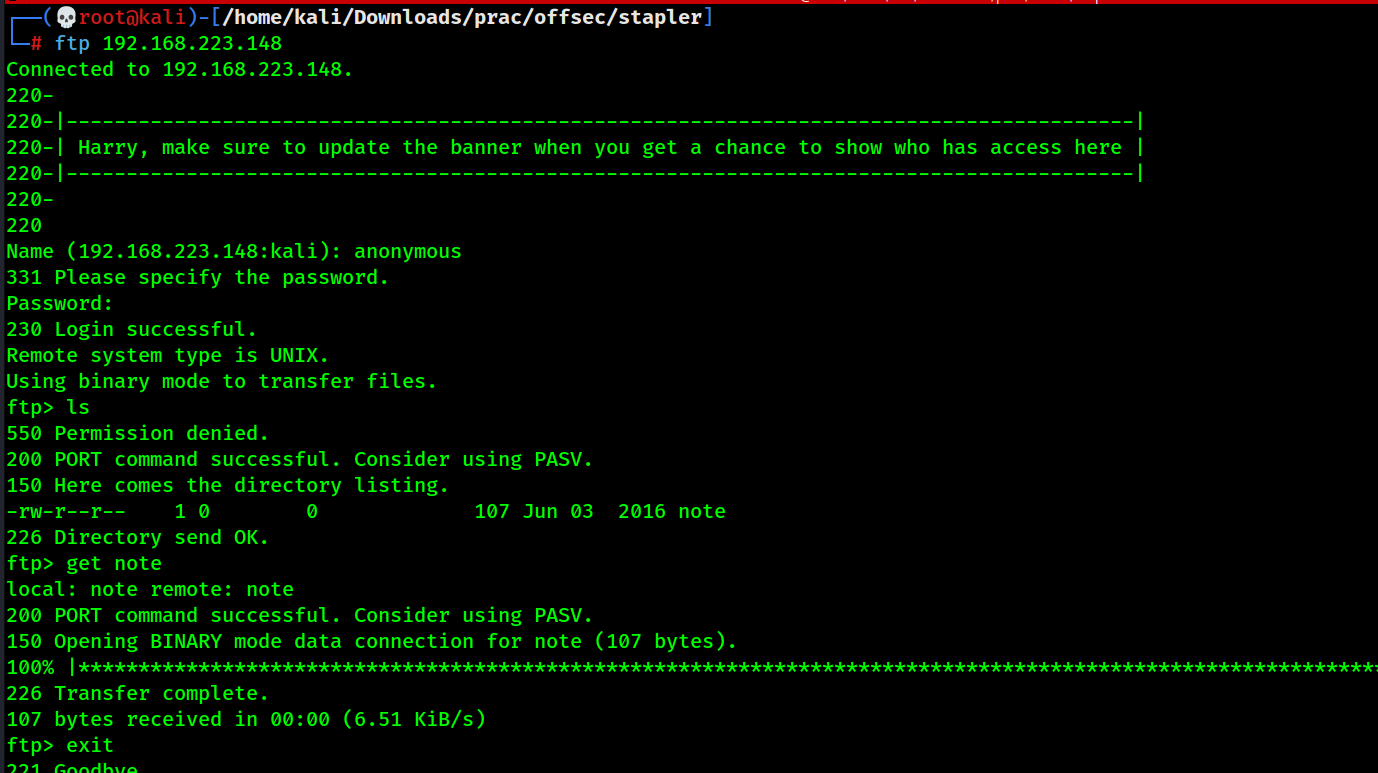 (💀root@kali)-[/home/kali/Downloads/prac/offsec/stapler]
# ftp 192.168.223.148
Connected to 192.168.223.148.
220-
220-|-----------------------------------------------------------------------------------------|
220-| Harry, make sure to update the banner when you get a chance to show who has access here |
220-|-----------------------------------------------------------------------------------------|
220-
220
Name (192.168.223.148:kali): anonymous
331 Please specify the password.
Password:
230 Login successful.
Remote system type is UNIX.
Using binary mode to transfer files.
ftp> ls
550 Permission denied.
200 PORT command successful. Consider using PASV.
150 Here comes the directory listing.
-rw-r--r--    1 0        0             107 Jun 03  2016 note
226 Directory send OK.
ftp> get note
local: note remote: note
200 PORT command successful. Consider using PASV.
150 Opening BINARY mode data connection for note (107 bytes).
100% |*************************************************************************************************************
226 Transfer complete.
107 bytes received in 00:00 (6.51 KiB/s)
ftp> exit
221 Goodbye